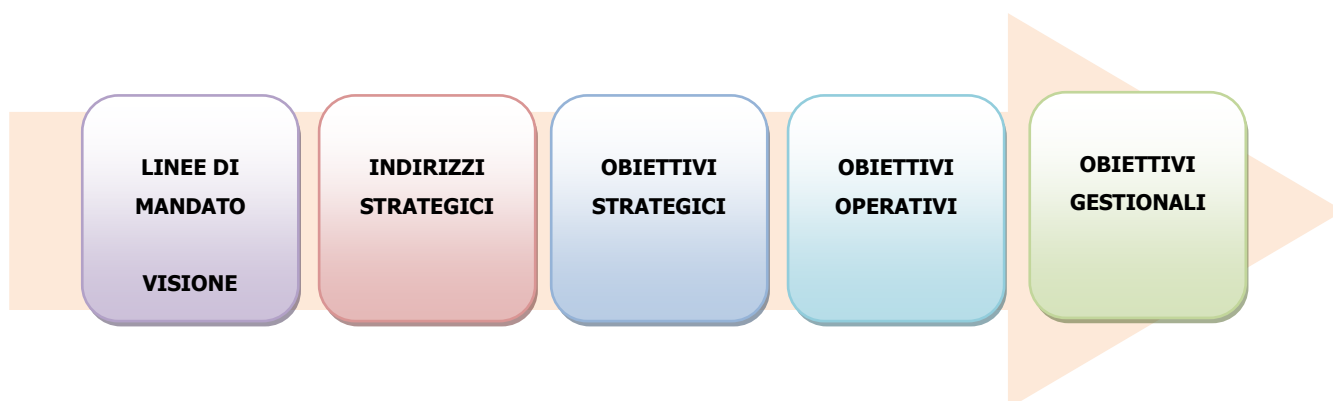 LINEE DI
MANDATO
VISIONE
INDIRIZZI
STRATEGICI
OBIETTIVI
STRATEGICI
OBIETTIVI
OPERATIVI
OBIETTIVI
GESTIONALI